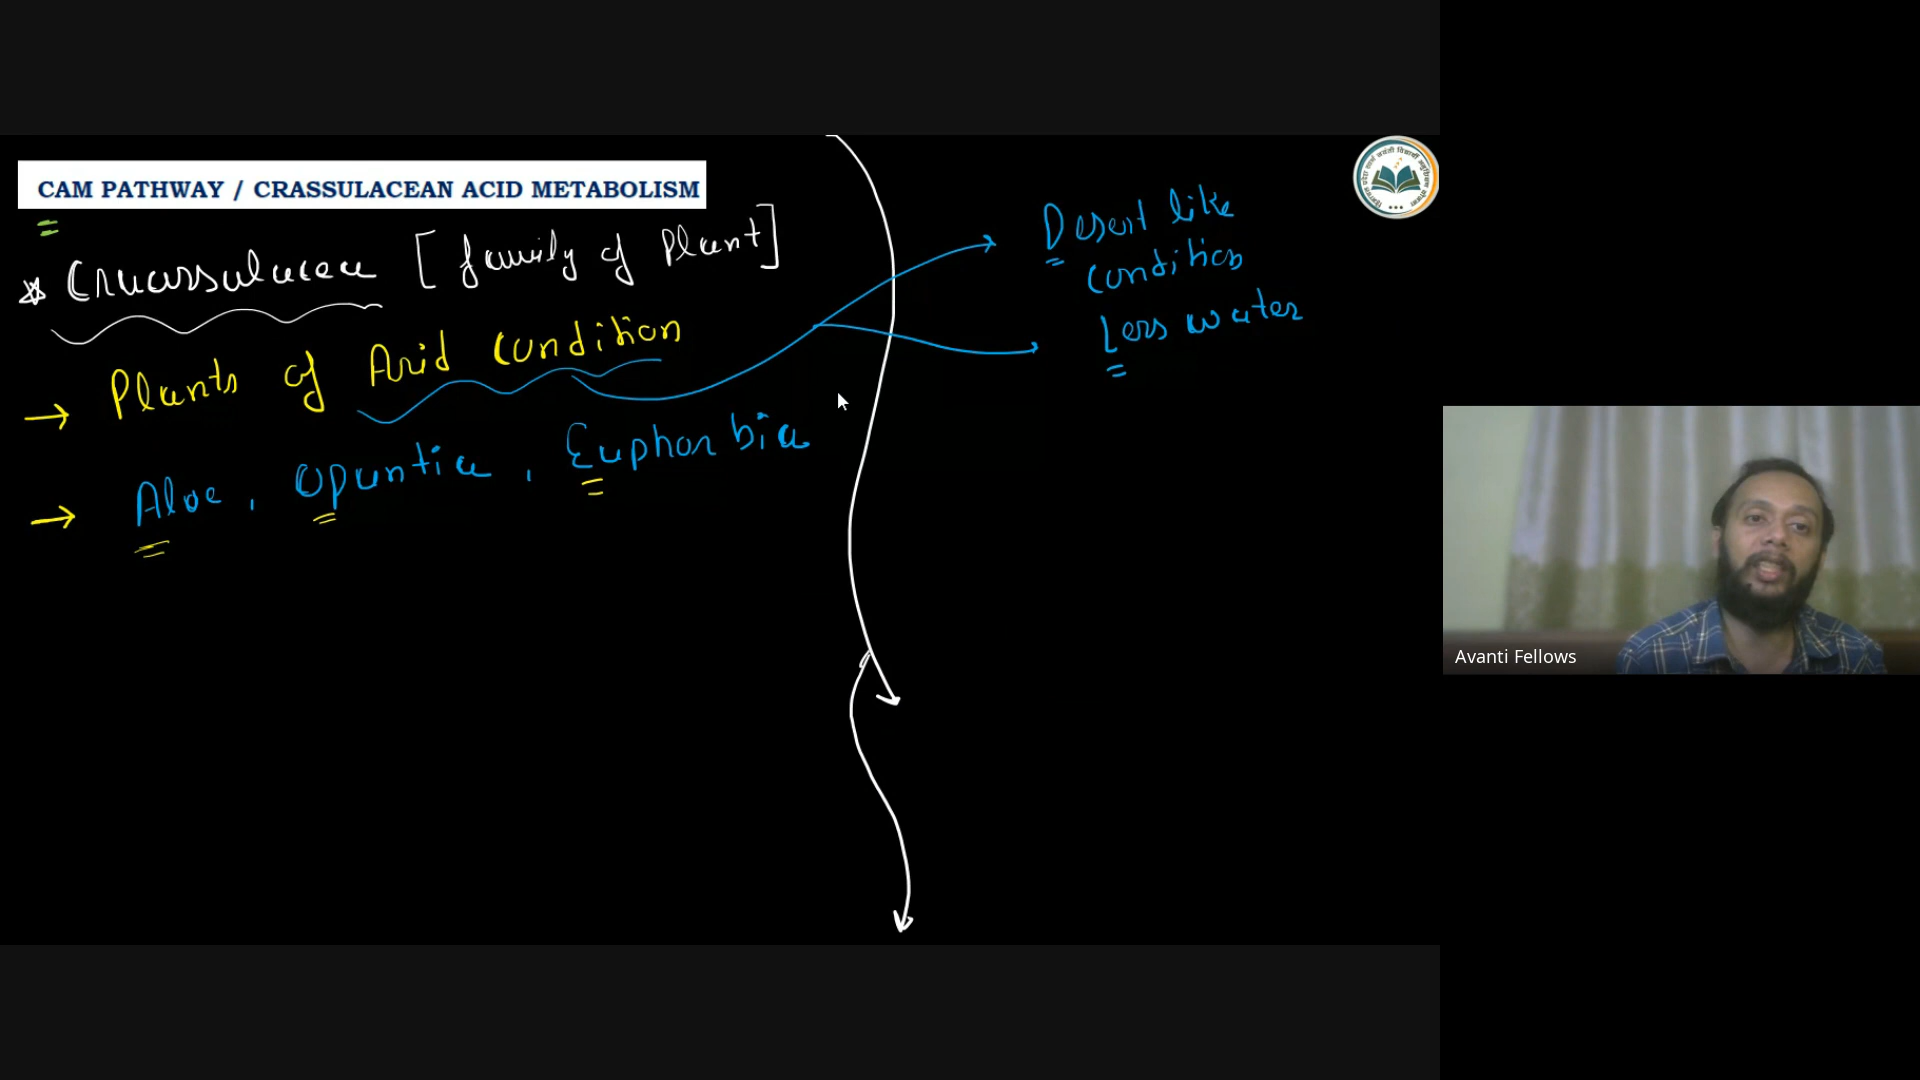 CAM PATHWAY / CRASSULACEAN ACID METABOLISM
Crassulacea [ family of Plant]
→ Plants of Arid Condition
→ Aloe, Opuntia, Euphorbia
Desert like
condition
Less water
Avanti Fellows